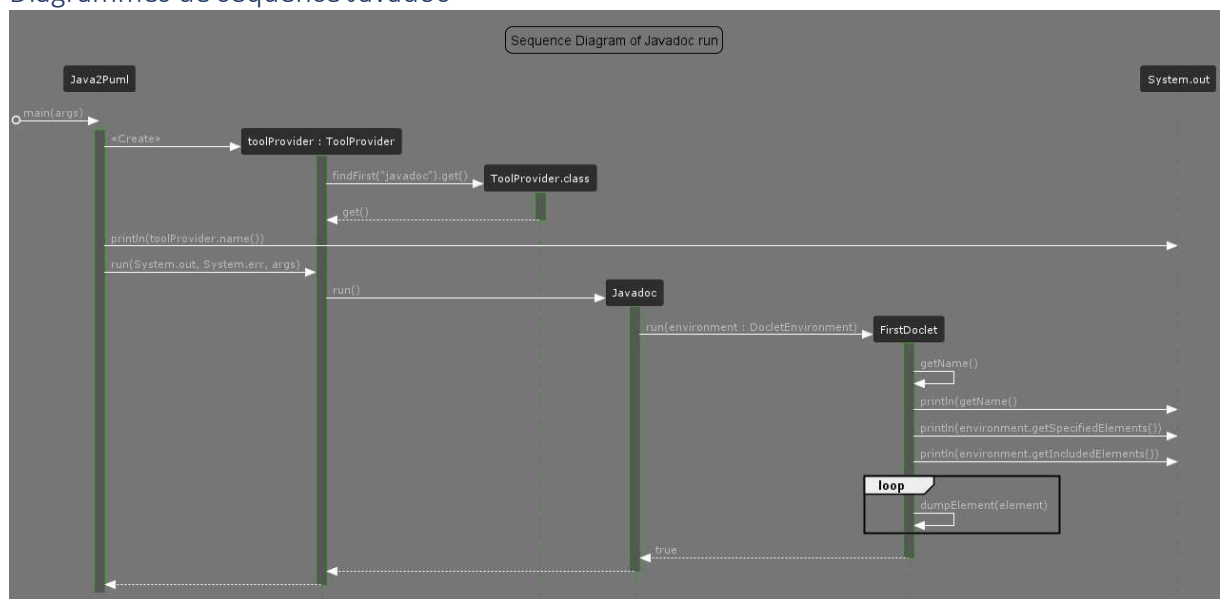 Diagrammes de séquence Javadoc
Sequence Diagram of Javadoc run
Java2Puml
System.out
main(args)
«Create»
toolProvider : ToolProvider
findFirst("javadoc").get()
ToolProvider.class
get()
println(toolProvider.name())
run(System.out, System.err, args)
run()
Javadoc
run(environment : DocletEnvironment)
FirstDoclet
getName()
println(getName()
println(environment.getSpecifiedElements())
println(environment.getIncludedElements())
loop
dumpElement(element)
true